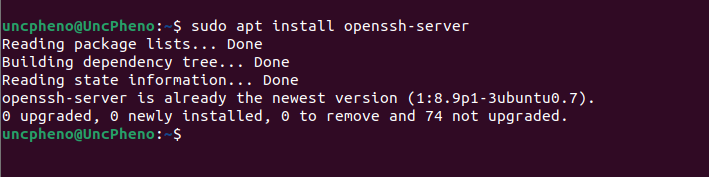 uncpheno@UncPheno:~$ sudo apt install openssh-server
Reading package lists... Done
Building dependency tree... Done
Reading state information... Done
openssh-server is already the newest version (1:8.9p1-3ubuntu0.7).
0 upgraded, 0 newly installed, 0 to remove and 74 not upgraded.
uncpheno@UncPheno:~$